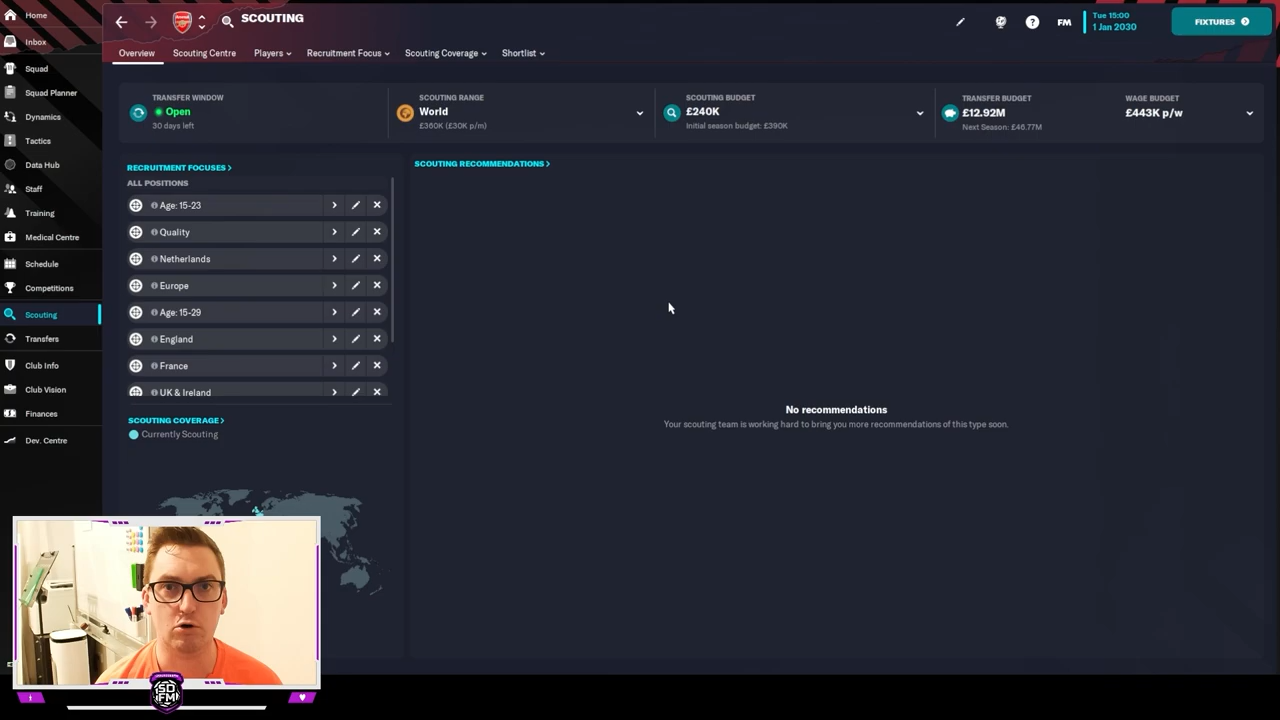 Home
Inbox
Squad
Squad Planner
Dynamics
Tactics
Data Hub
Staff
Training
Medical Centre
Schedule
Competitions
Scouting
Transfers
Club Info
Club Vision
Finances
Dev. Centre
SCOUTING
FM
Tue 15:00
1 Jan 2030
FIXTURES
Overview
Scouting Centre
Players
Recruitment Focus
Scouting Coverage
Shortlist
TRANSFER WINDOW
Open
30 days left
SCOUTING RANGE
World
£360K (£30K p/m)
SCOUTING BUDGET
£240K
Initial season budget: £390K
TRANSFER BUDGET
£12.92M
Next Season: £46.77M
WAGE BUDGET
£443K p/w
RECRUITMENT FOCUSES >
ALL POSITIONS
Age: 15-23
Quality
Netherlands
Europe
Age: 15-29
England
France
UK & Ireland
SCOUTING COVERAGE >
Currently Scouting
SCOUTING RECOMMENDATIONS >
No recommendations
Your scouting team is working hard to bring you more recommendations of this type soon.
SD
FM